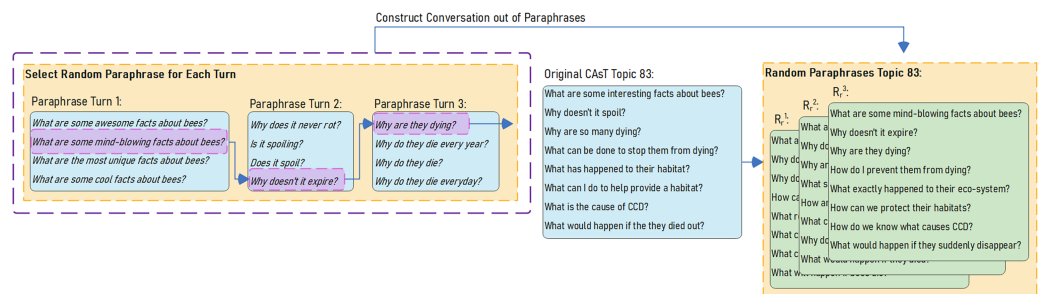 Construct Conversation out of Paraphrases
Select Random Paraphrase for Each Turn
Paraphrase Turn 1:
What are some awesome facts about bees?
What are some mind-blowing facts about bees?
What are the most unique facts about bees?
What are some cool facts about bees?
Paraphrase Turn 2:
Why does it never rot?
Is it spoiling?
Does it spoil?
Why doesn't it expire?
Paraphrase Turn 3:
Why are they dying?
Why do they die every year?
Why do they die?
Why do they die everyday?
Original CAsT Topic 83:
What are some interesting facts about bees?
Why doesn't it spoil?
Why are so many dying?
What can be done to stop them from dying?
What has happened to their habitat?
What can I do to help provide a habitat?
What is the cause of CCD?
What would happen if the they died out?
Random Paraphrases Topic 83:
Rr1:
Rr2:
Rr3:
What are some mind-blowing facts about bees?
Why doesn't it expire?
Why are they dying?
How do I prevent them from dying?
What exactly happened to their eco-system?
How can we protect their habitats?
How do we know what causes CCD?
What would happen if they suddenly disappear?